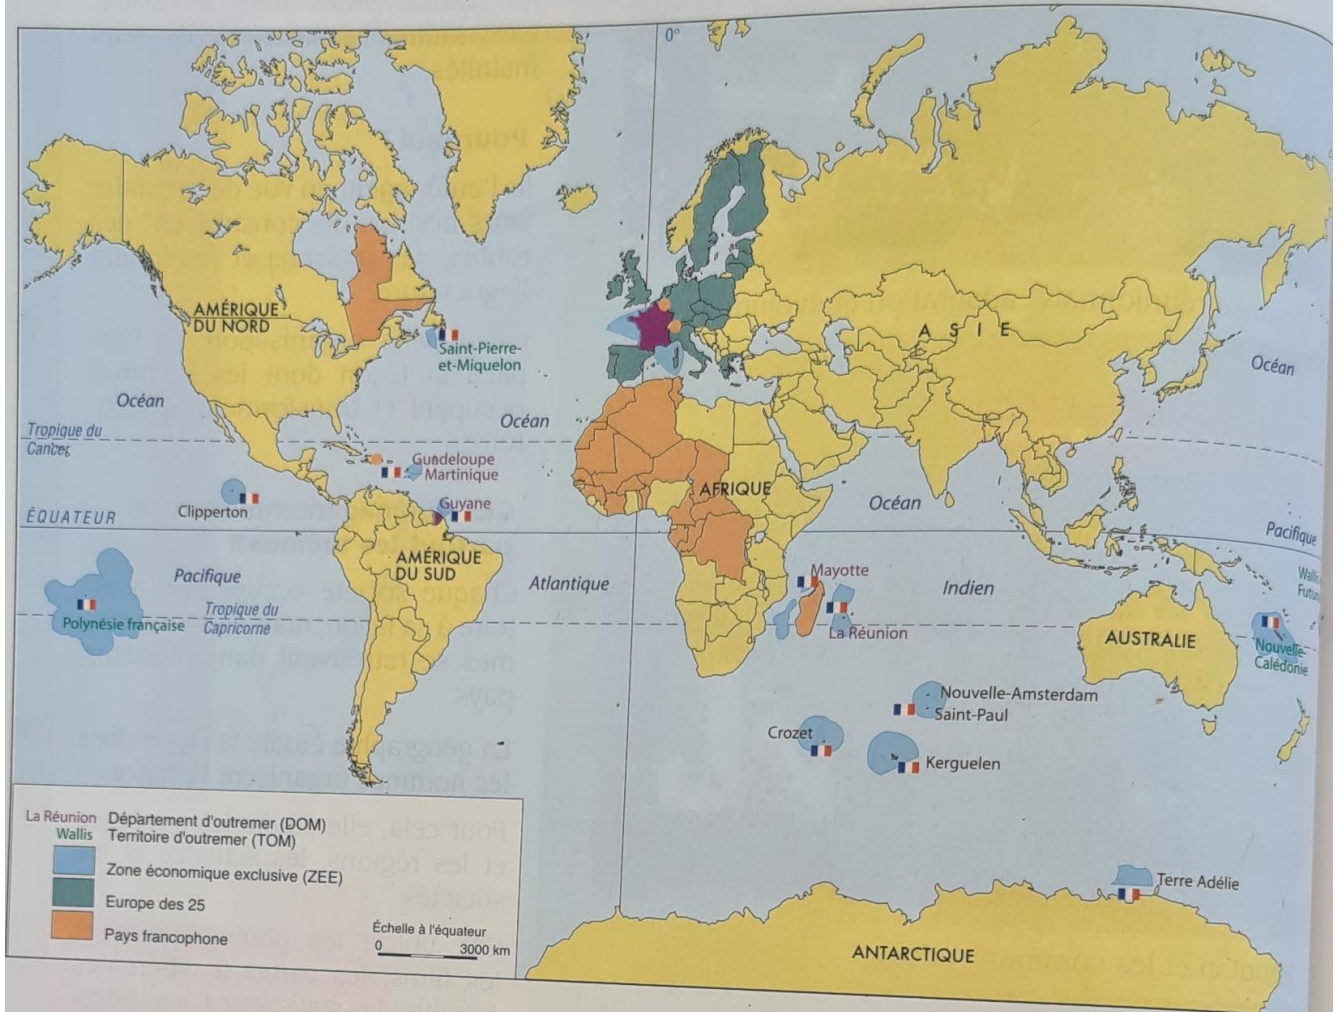 0°
AMÉRIQUE
DU NORD
Saint-Pierre-
et-Miquelon
ASIE
Océan
Océan
Océan
Tropique du
Cancer
Guadeloupe
Martinique
AFRIQUE
Océan
Clipperton
Guyane
ÉQUATEUR
Pacifique
AMÉRIQUE
DU SUD
Pacifique
Atlantique
Mayotte
Indien
Wallis
Futu
Tropique du
Capricorne
Polynésie française
La Réunion
AUSTRALIE
Nouvelle-
Calédonie
Nouvelle-Amsterdam
Saint-Paul
Crozet
Kerguelen
La Réunion Département d'outremer (DOM)
Wallis Territoire d'outremer (TOM)
Zone économique exclusive (ZEE)
Europe des 25
Pays francophone
Échelle à l'équateur
0 3000 km
Terre Adélie
ANTARCTIQUE